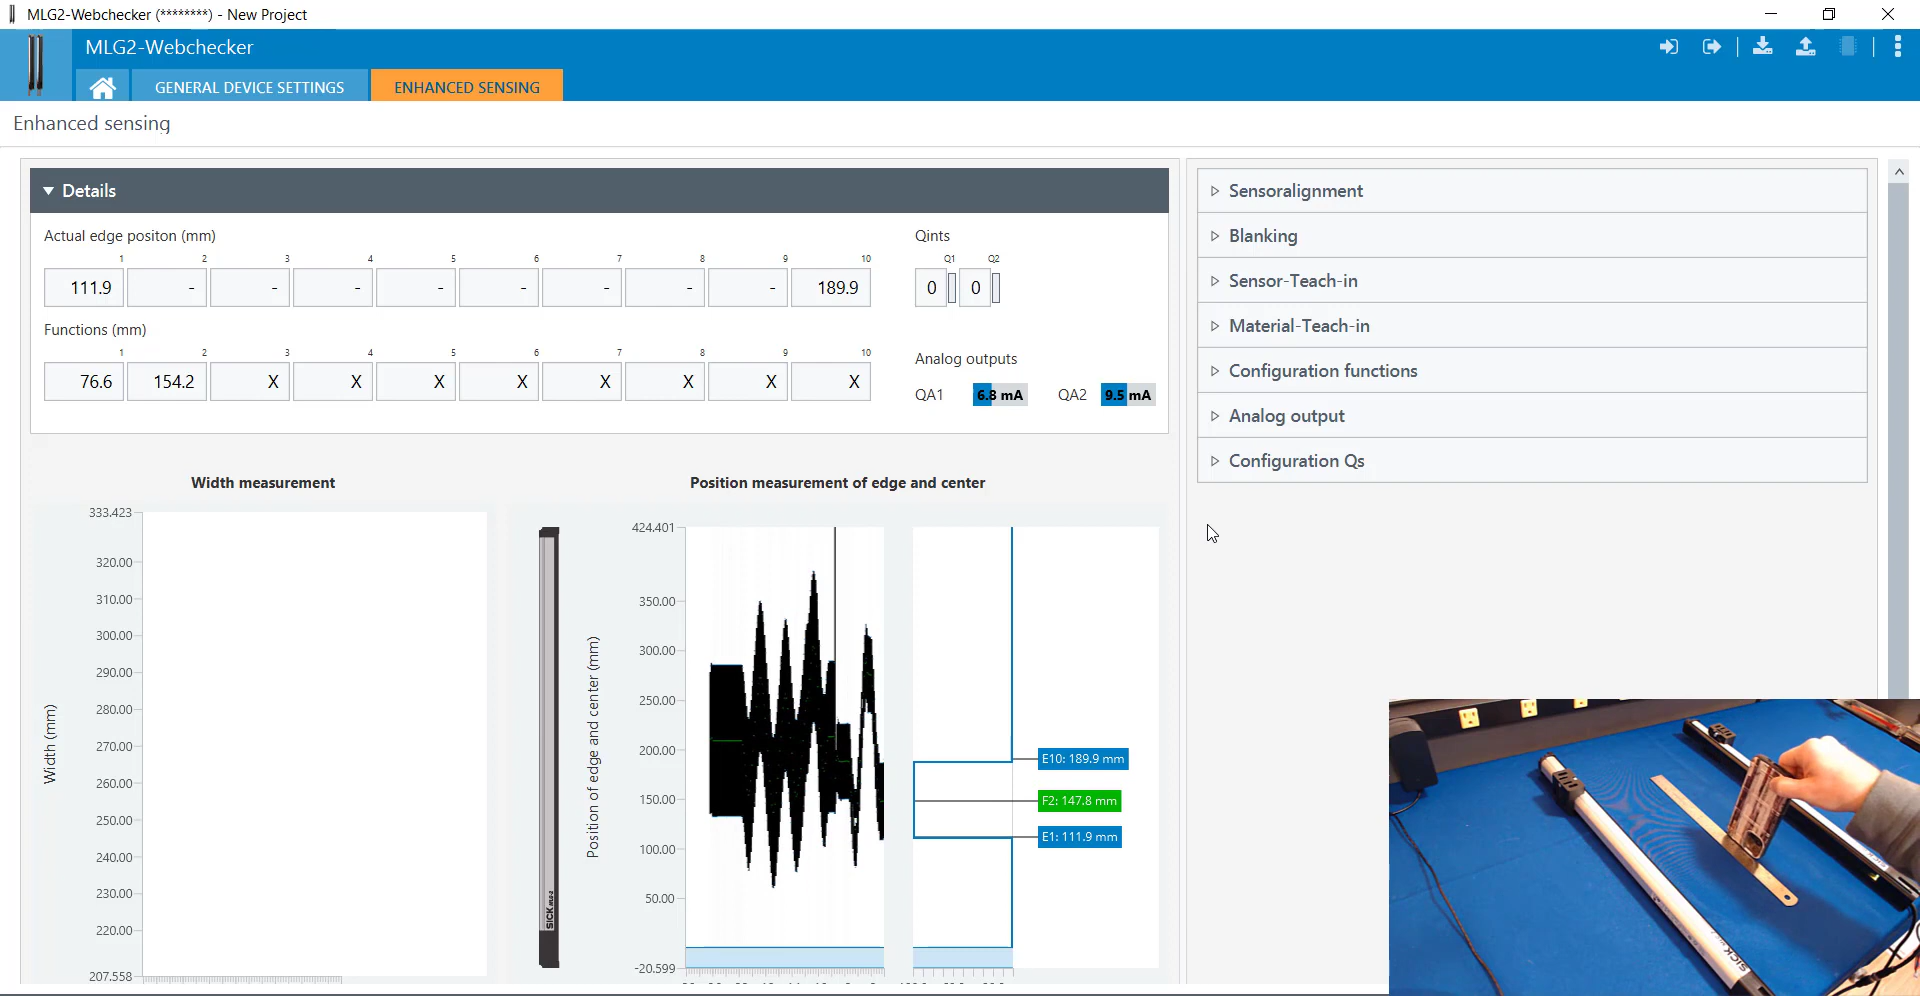 MLG2-Webchecker (********) - New Project
MLG2-Webchecker
GENERAL DEVICE SETTINGS
ENHANCED SENSING
Enhanced sensing
Details
Actual edge positon (mm)
1 2 3 4 5 6 7 8 9 10
111.9 - - - - - - - - 189.9
Functions (mm)
1 2 3 4 5 6 7 8 9 10
76.6 154.2 X X X X X X X X
Qints
Q1 Q2
0 0
Analog outputs
QA1 6.8 mA QA2 9.5 mA
Sensoralignment
Blanking
Sensor-Teach-in
Material-Teach-in
Configuration functions
Analog output
Configuration Qs
Width measurement
333.423
320.00
310.00
300.00
290.00
280.00
270.00
260.00
250.00
240.00
230.00
220.00
207.558
Width (mm)
Position measurement of edge and center
SICK MLG-2
Position of edge and center (mm)
424.401
350.00
300.00
250.00
200.00
150.00
100.00
50.00
-20.599
E10: 189.9 mm
F2: 147.8 mm
E1: 111.9 mm
SICK